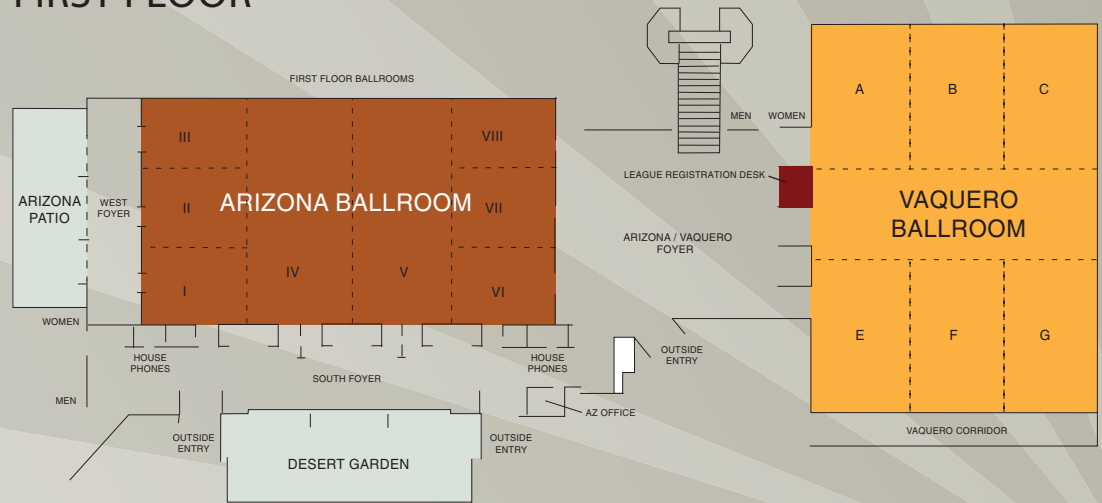 FIRST FLOOR
FIRST FLOOR BALLROOMS
ARIZONA
PATIO
WEST
FOYER
III
II
I
ARIZONA BALLROOM
IV
V
VIII
VII
VI
WOMEN
MEN
HOUSE
PHONES
SOUTH FOYER
HOUSE
PHONES
OUTSIDE
ENTRY
DESERT GARDEN
OUTSIDE
ENTRY
AZ OFFICE
OUTSIDE
ENTRY
MEN
WOMEN
LEAGUE REGISTRATION DESK
ARIZONA / VAQUERO
FOYER
A
B
C
VAQUERO
BALLROOM
E
F
G
VAQUERO CORRIDOR